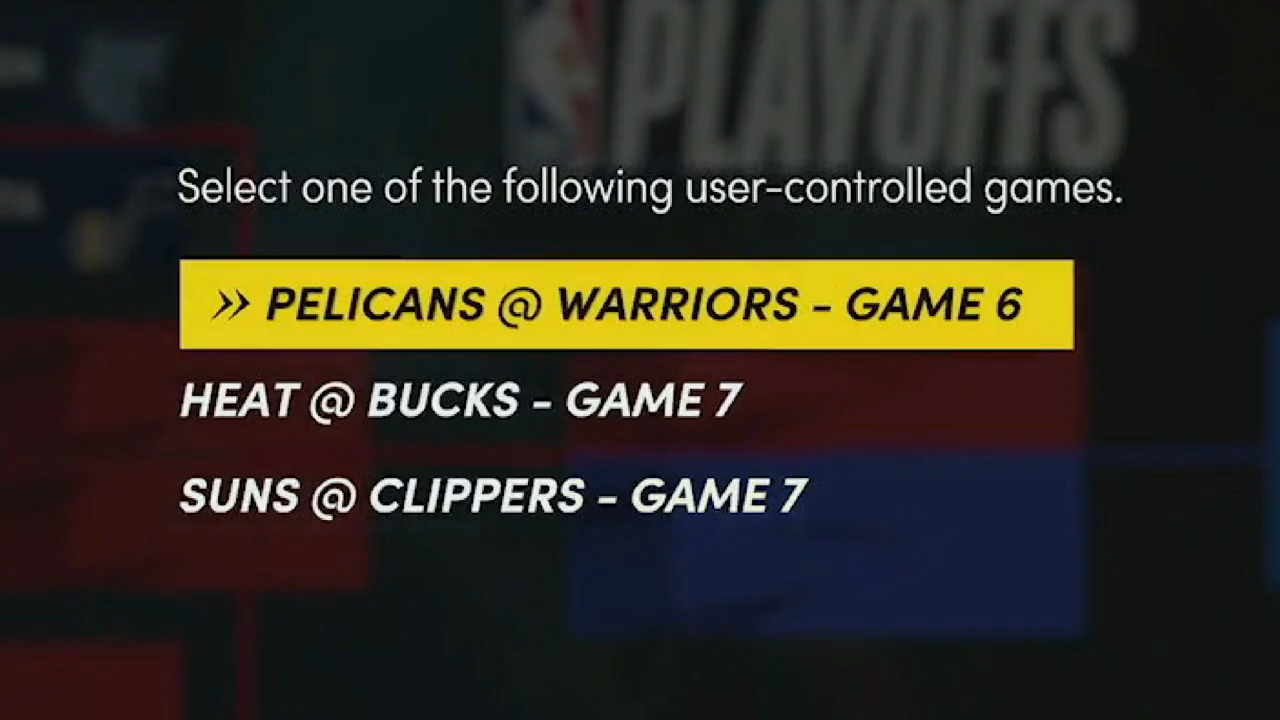 PLAYOFFS
Select one of the following user-controlled games.
» PELICANS @ WARRIORS - GAME 6
HEAT @ BUCKS - GAME 7
SUNS @ CLIPPERS - GAME 7